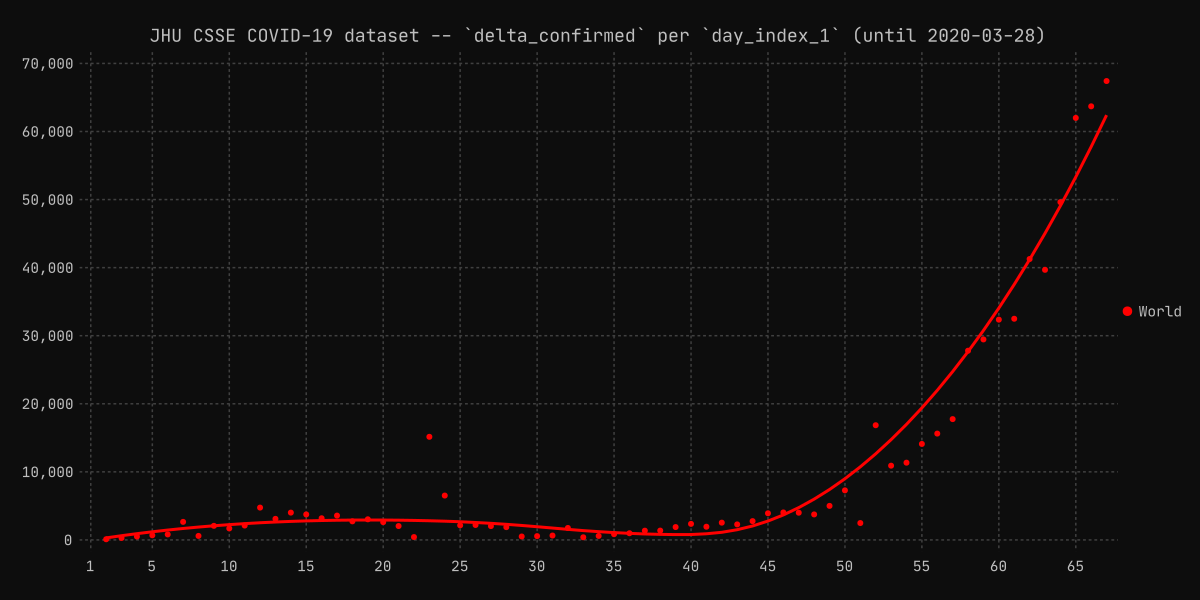 JHU CSSE COVID-19 dataset -- `delta_confirmed` per `day_index_1` (until 2020-03-28)
70,000
60,000
50,000
40,000
30,000
20,000
10,000
0
World
1 5 10 15 20 25 30 35 40 45 50 55 60 65